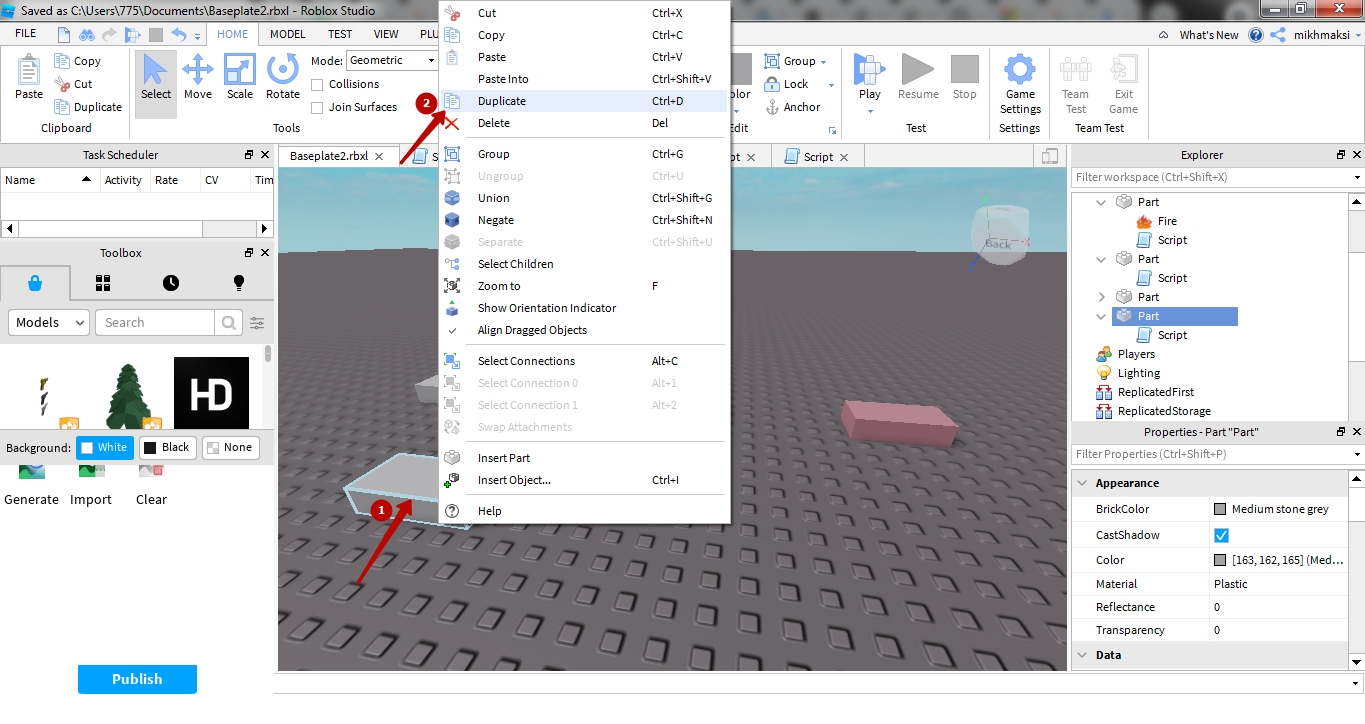 Saved as C:\Users\775\Documents\Baseplate2.rbxl - Roblox Studio
FILE HOME MODEL TEST VIEW
What's New mikhmaksi
Paste
Copy
Cut
Duplicate
Clipboard
Select Move Scale Rotate
Mode: Geometric
Collisions
Join Surfaces
Tools
Group
Lock
Anchor
Edit
Play Resume Stop
Test
Game Settings
Settings
Team Test
Exit Game
Team Test
Cut Ctrl+X
Copy Ctrl+C
Paste Ctrl+V
Paste Into Ctrl+Shift+V
2
Duplicate Ctrl+D
Delete Del
Group Ctrl+G
Ungroup Ctrl+U
Union Ctrl+Shift+G
Negate Ctrl+Shift+N
Separate Ctrl+Shift+U
Select Children
Zoom to F
Show Orientation Indicator
Align Dragged Objects
Select Connections Alt+C
Select Connection 0 Alt+1
Select Connection 1 Alt+2
Swap Attachments
Insert Part
Insert Object... Ctrl+I
Help
1
Task Scheduler
Name Activity Rate CV Tim
Toolbox
Models Search
HD
Background: White Black None
Generate Import Clear
Publish
Baseplate2.rbxl
Script
Back
X
Explorer
Filter workspace (Ctrl+Shift+X)
Part
Fire
Script
Part
Script
Part
Part
Script
Players
Lighting
ReplicatedFirst
ReplicatedStorage
Properties - Part "Part"
Filter Properties (Ctrl+Shift+P)
Appearance
BrickColor Medium stone grey
CastShadow
Color [163, 162, 165] (Med...
Material Plastic
Reflectance 0
Transparency 0
Data